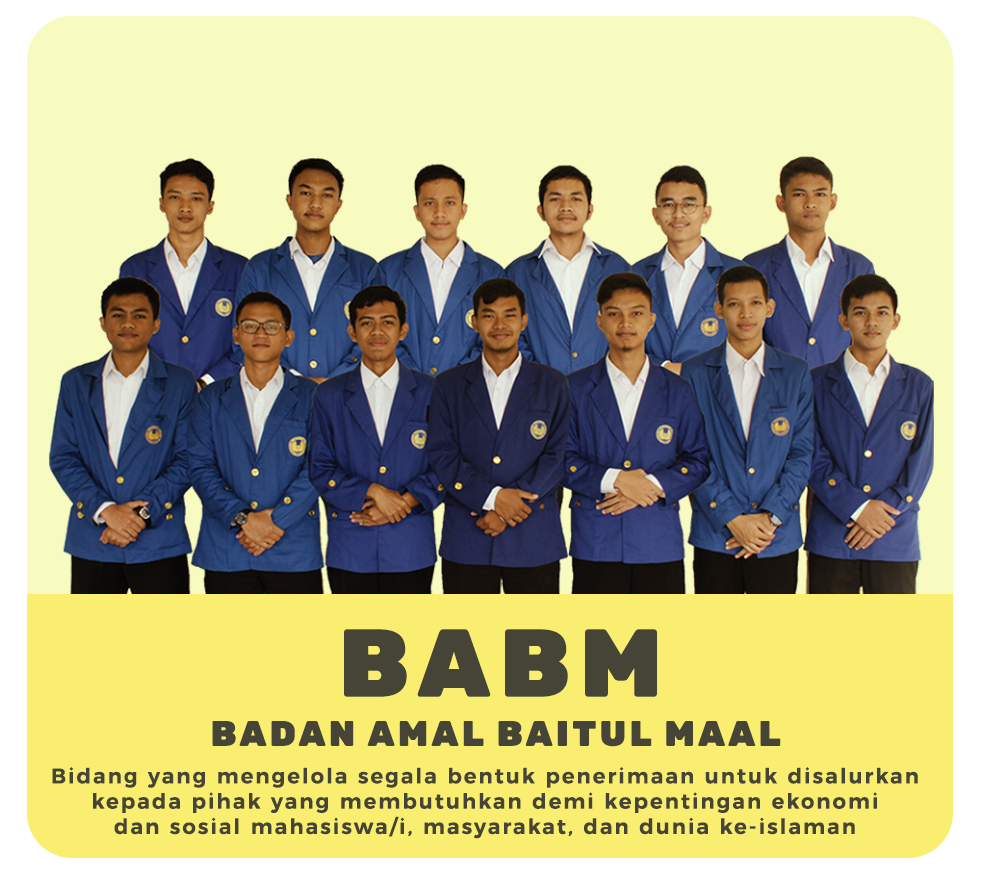 BABM
BADAN AMAL BAITUL MAAL
Bidang yang mengelola segala bentuk penerimaan untuk disalurkan
kepada pihak yang membutuhkan demi kepentingan ekonomi
dan sosial mahasiswa/i, masyarakat, dan dunia ke-islaman